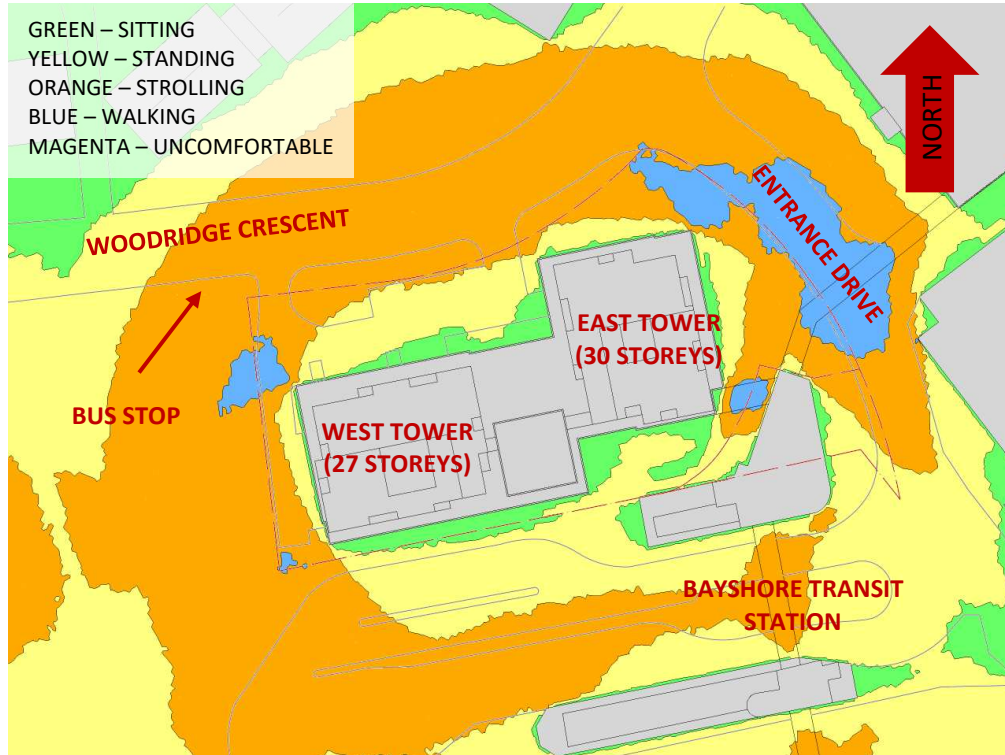 GREEN – SITTING
YELLOW – STANDING
ORANGE – STROLLING
BLUE – WALKING
MAGENTA – UNCOMFORTABLE
NORTH
WOODRIDGE CRESCENT
ENTRANCE DRIVE
EAST TOWER
(30 STOREYS)
BUS STOP
WEST TOWER
(27 STOREYS)
BAYSHORE TRANSIT
STATION